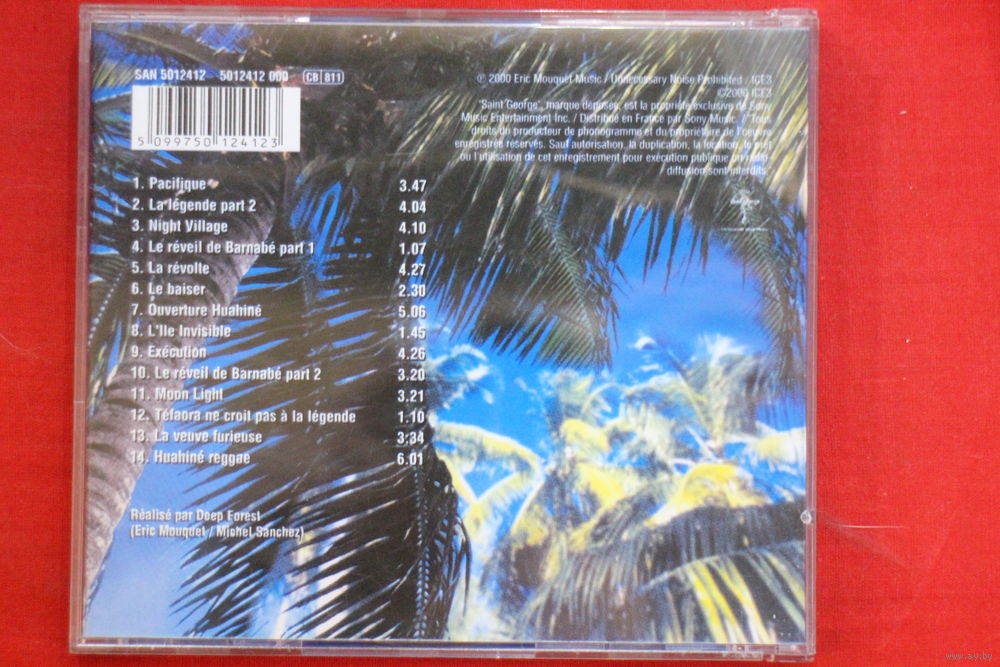 SAN 5012412 5012412 000 CB 811
5 099750 124123
℗ 2000 Eric Mouquet Music / Unnecessary Noise Prohibited / ICE3
©2000 ICE3
"Saint George", marque déposée, est la propriété exclusive de Sony
Music Entertainment Inc. / Distribué en France par Sony Music. / Tous
droits du producteur de phonogramme et du propriétaire de l'œuvre
enregistrée réservés. Sauf autorisation, la duplication, la location, le prêt
ou l'utilisation de cet enregistrement pour exécution publique ou radio
diffusion sont interdits.
1. Pacifique 3.47
2. La légende part 2 4.04
3. Night Village 4.10
4. Le réveil de Barnabé part 1 1.07
5. La révolte 4.27
6. Le baiser 2.30
7. Ouverture Huahiné 5.06
8. L'Ile Invisible 1.45
9. Exécution 4.26
10. Le réveil de Barnabé part 2 3.20
11. Moon Light 3.21
12. Téfaora ne croit pas à la légende 1.10
13. La veuve furieuse 3:34
14. Huahiné reggae 6.01
Réalisé par Deep Forest
(Eric Mouquet / Michel Sanchez)
www.ay.by